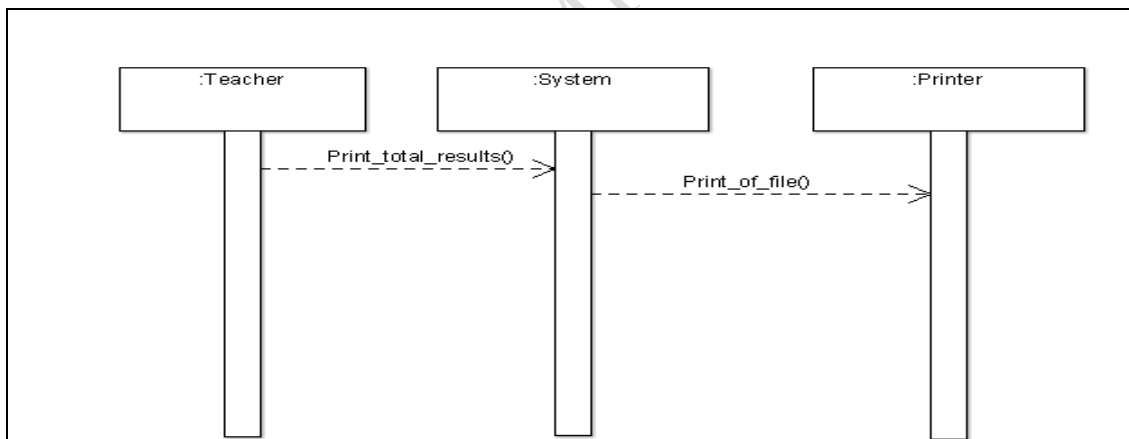 :Teacher
:System
:Printer
Print_total_results()
Print_of_file()